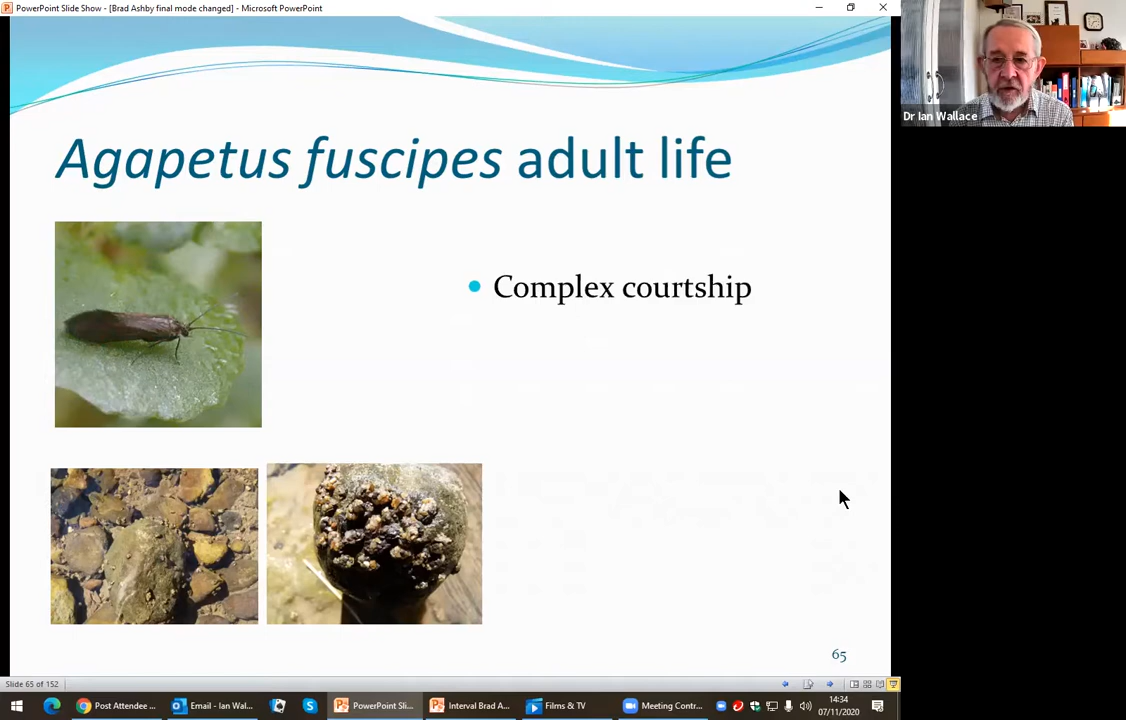 PowerPoint Slide Show - [Brad Ashby final mode changed] - Microsoft PowerPoint
Dr Ian Wallace
Agapetus fuscipes adult life
Complex courtship
65
Slide 65 of 152
Post Attendee ...
Email - Ian Wal...
PowerPoint Sli...
Interval Brad A...
Films & TV
Meeting Contr...
14:34
07/11/2020